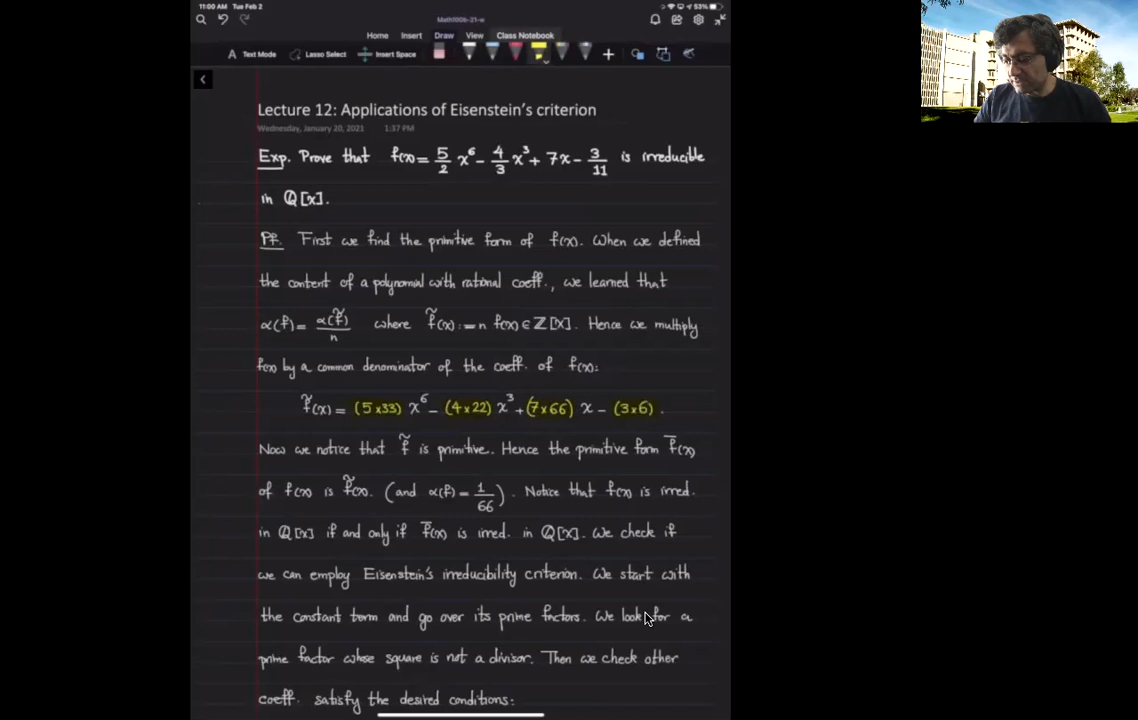 11:00 AM Tue Feb 2
53%
Math100b-21-w
Home Insert Draw View Class Notebook
Text Mode Lasso Select Insert Space
Lecture 12: Applications of Eisenstein's criterion
Wednesday, January 20, 2021 1:37 PM
Exp. Prove that f(x) = 5/2 x⁶ - 4/3 x³ + 7x - 3/11 is irreducible
in ℚ[x].
Pf. First we find the primitive form of f(x). When we defined
the content of a polynomial with rational coeff., we learned that
α(f) = α(f̃)/n where f̃(x) := n f(x) ∈ ℤ[x]. Hence we multiply
f(x) by a common denominator of the coeff. of f(x):
f̃(x) = (5×33) x⁶ - (4×22) x³ + (7×66) x - (3×6).
Now we notice that f̃ is primitive. Hence the primitive form f̄(x)
of f(x) is f̃(x). (and α(f) = 1/66). Notice that f(x) is irred.
in ℚ[x] if and only if f̄(x) is irred. in ℚ[x]. We check if
we can employ Eisenstein's irreducibility criterion. We start with
the constant term and go over its prime factors. We look for a
prime factor whose square is not a divisor. Then we check other
coeff. satisfy the desired conditions: